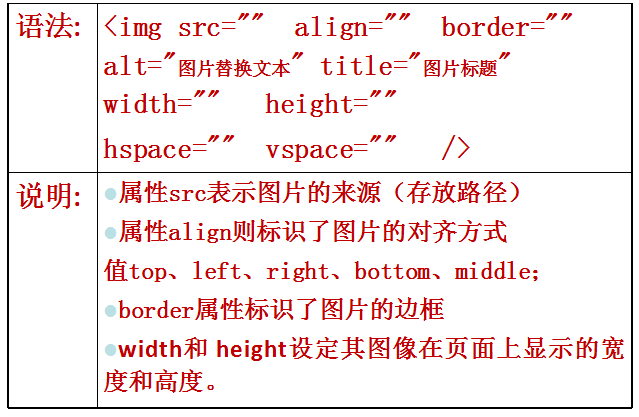 语法: <img src="" align="" border=""
alt="图片替换文本" title="图片标题"
width="" height=""
hspace="" vspace="" />
说明: ●属性src表示图片的来源（存放路径）
●属性align则标识了图片的对齐方式
值top、left、right、bottom、middle；
●border属性标识了图片的边框
●width和 height设定其图像在页面上显示的宽
度和高度。